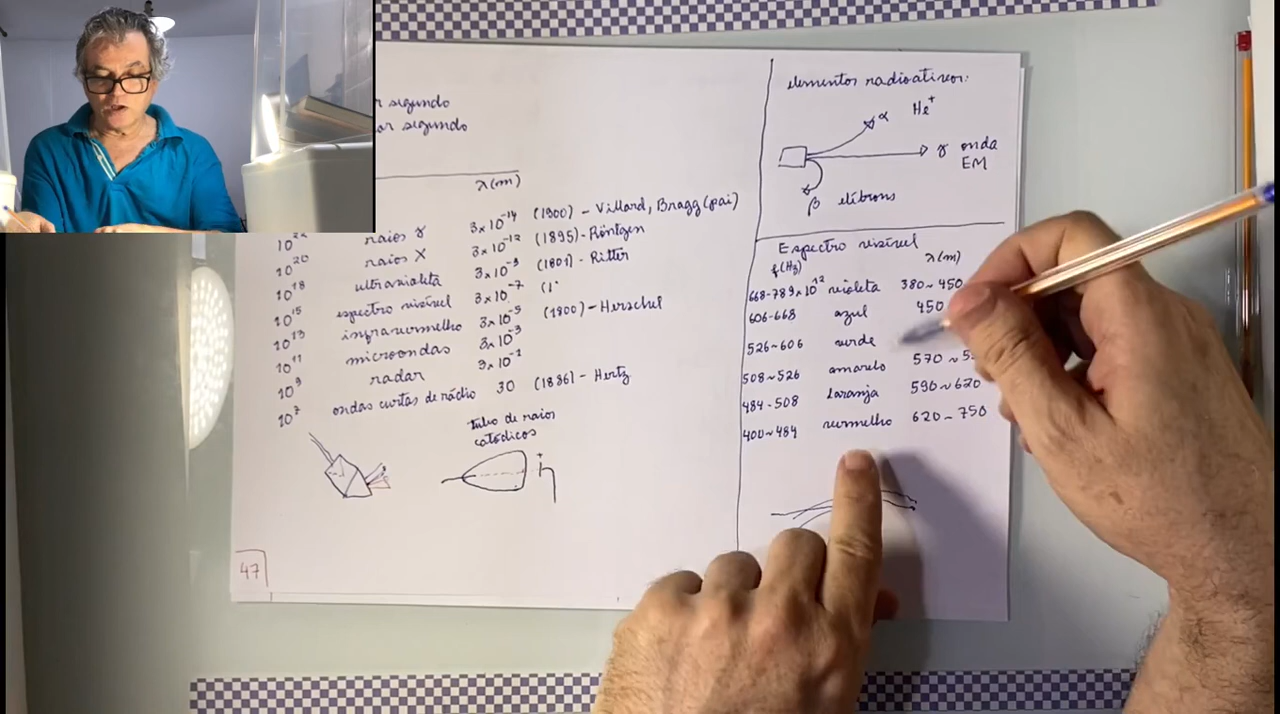 segundo
segundo
λ(m)
raios γ 3×10⁻¹⁴ (1900) – Villard, Bragg (pai)
10²⁰ raios X 3×10⁻¹² (1895) – Röntgen
10¹⁸ ultravioleta 3×10⁻⁹ (1801) – Ritter
10¹⁵ espectro visível 3×10⁻⁷ (1
10¹³ infravermelho 3×10⁻⁵ (1800) – Herschel
10¹¹ microondas 3×10⁻³
10⁹ radar 3×10⁻¹
10⁷ ondas curtas de rádio 30 (1886) – Hertz
tubo de raios
catódicos
+
47
elementos radioativos:
α He⁺
γ onda
EM
β elétrons
Espectro visível
f(Hz) λ(m)
668-789×10¹² violeta 380~450
606-668 azul 450
526~606 verde
508~526 amarelo 570~5
484-508 laranja 590~620
400~484 vermelho 620~750